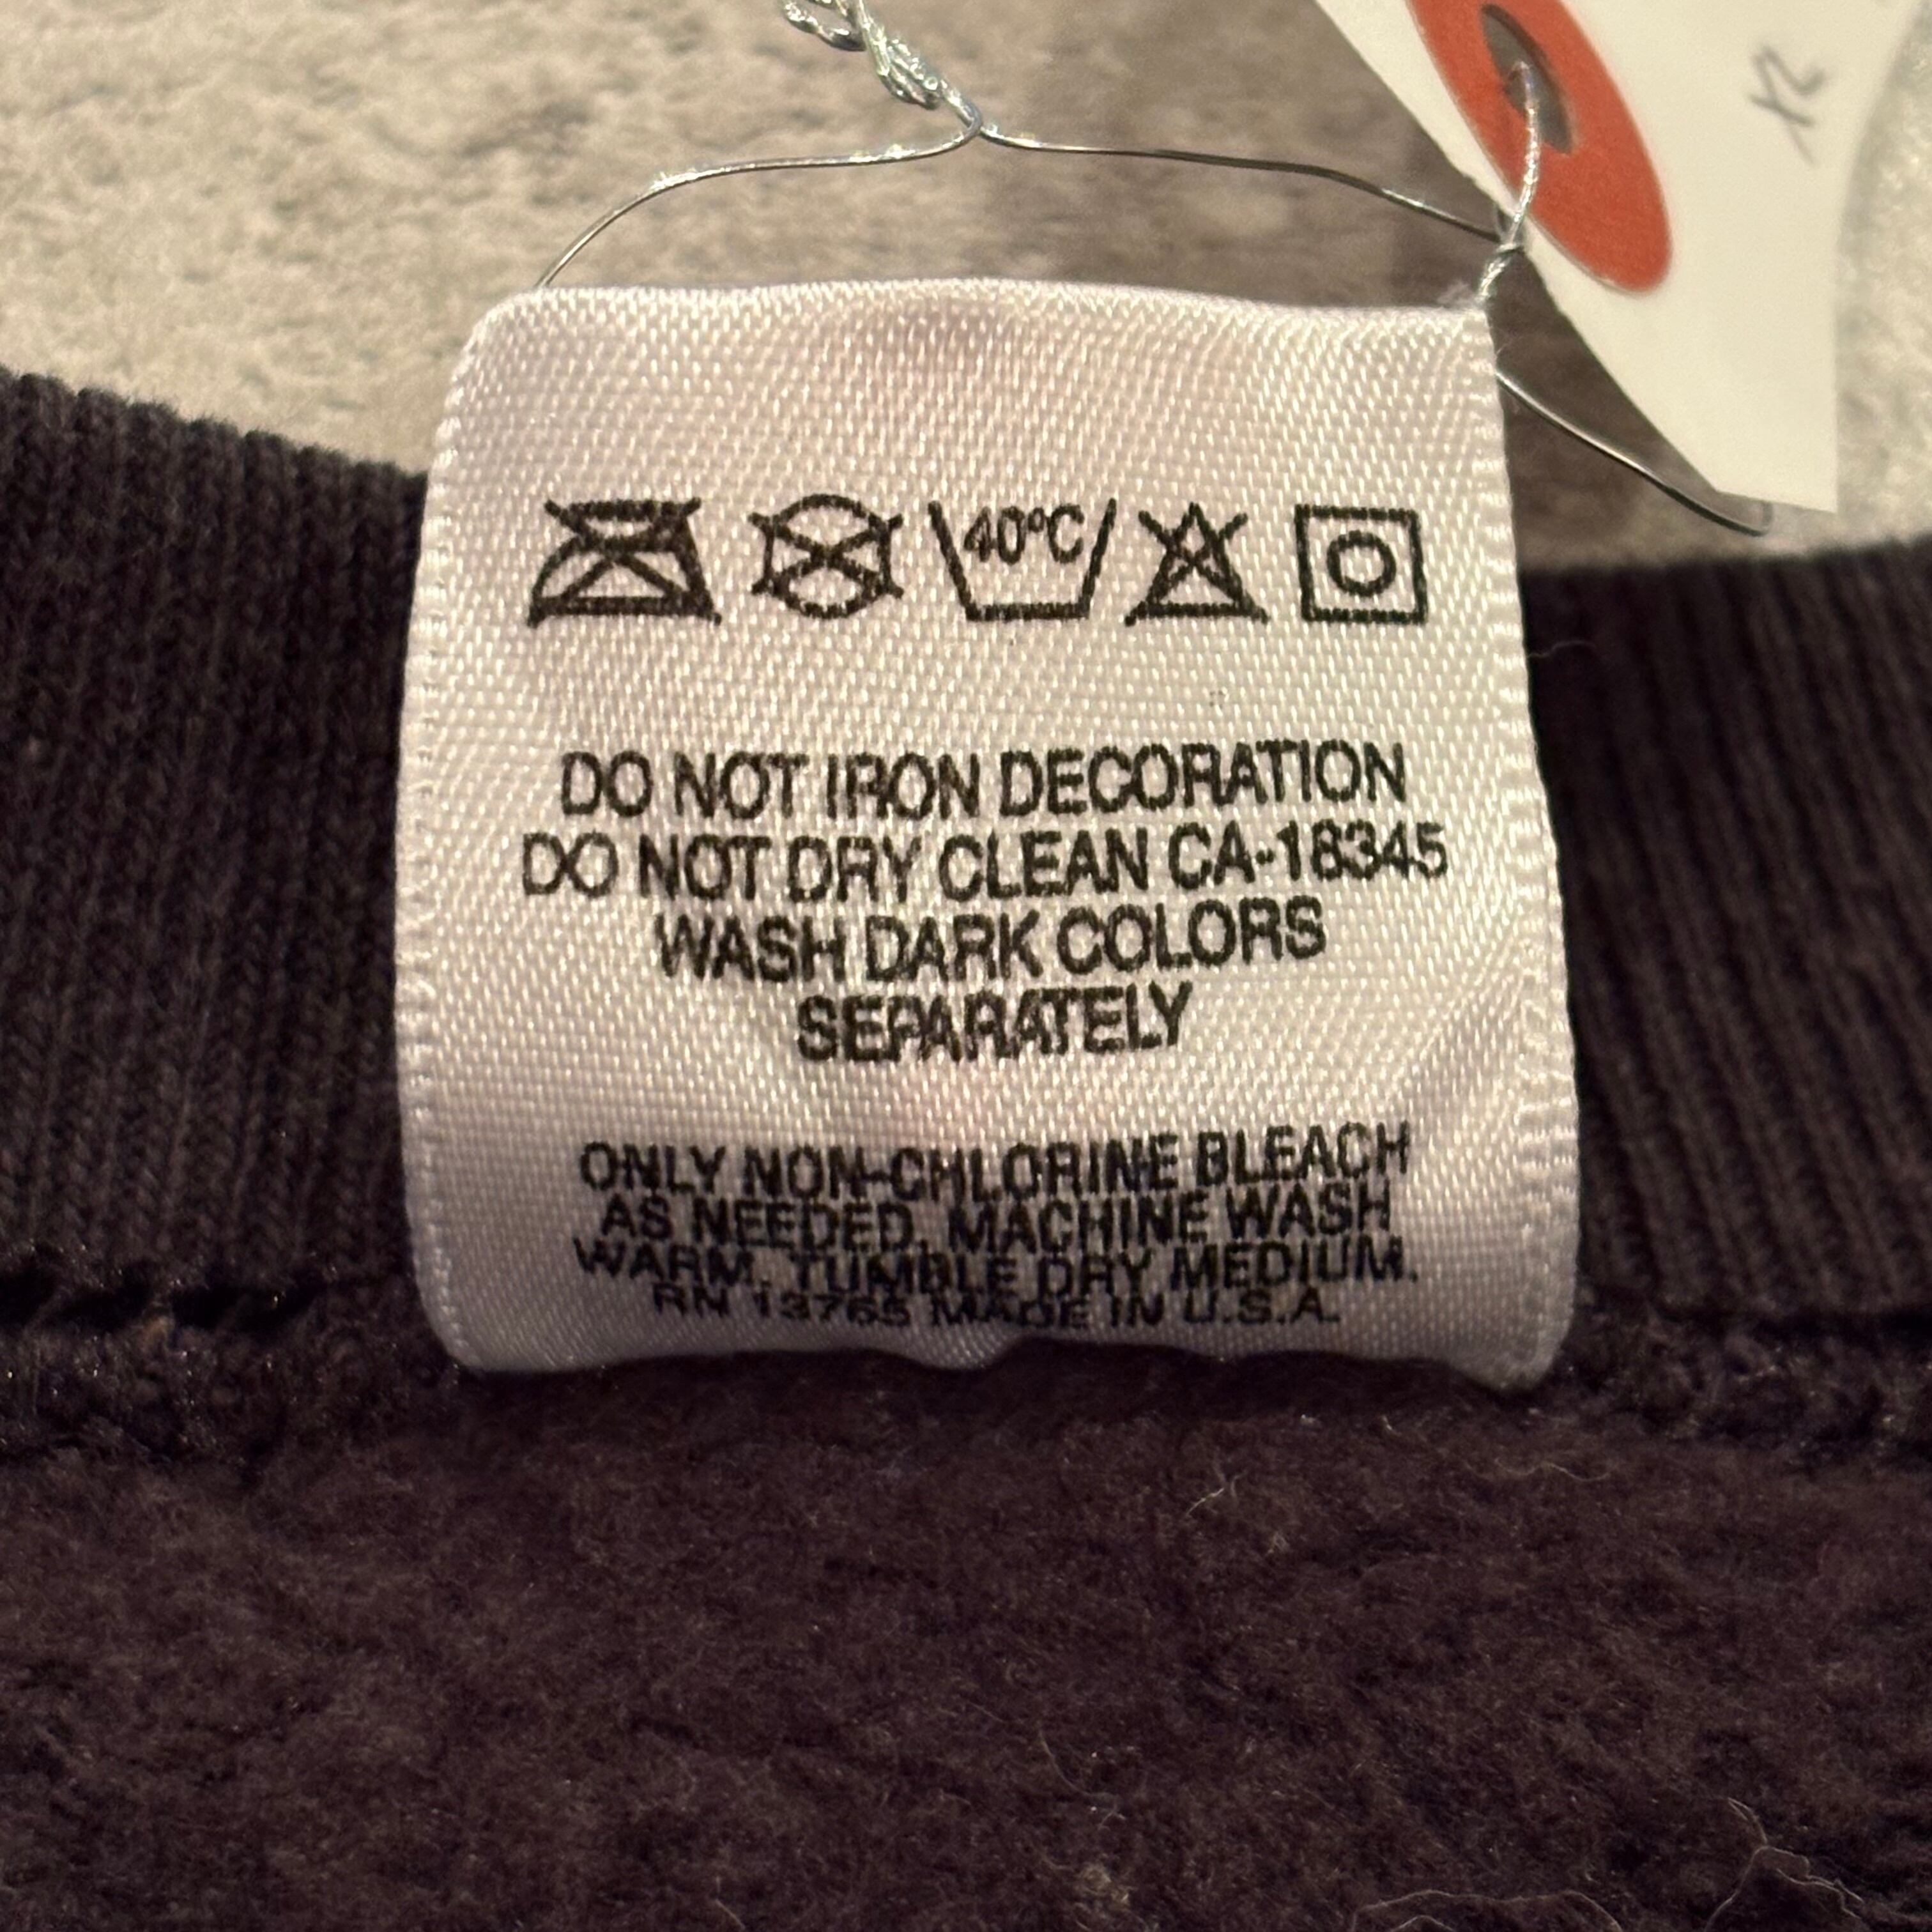 XL
40°C
DO NOT IRON DECORATION
DO NOT DRY CLEAN CA-18345
WASH DARK COLORS
SEPARATELY
ONLY NON-CHLORINE BLEACH
AS NEEDED. MACHINE WASH
WARM. TUMBLE DRY MEDIUM.
RN 13765 MADE IN U.S.A.